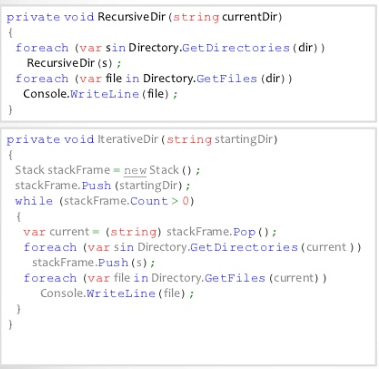 private void RecursiveDir(string currentDir)
{
foreach (var s in Directory.GetDirectories(dir))
RecursiveDir(s);
foreach (var file in Directory.GetFiles(dir))
Console.WriteLine(file);
}
private void IterativeDir(string startingDir)
{
Stack stackFrame = new Stack();
stackFrame.Push(startingDir);
while (stackFrame.Count > 0)
{
var current = (string) stackFrame.Pop();
foreach (var s in Directory.GetDirectories(current ))
stackFrame.Push(s);
foreach (var file in Directory.GetFiles(current))
Console.WriteLine(file);
}
}